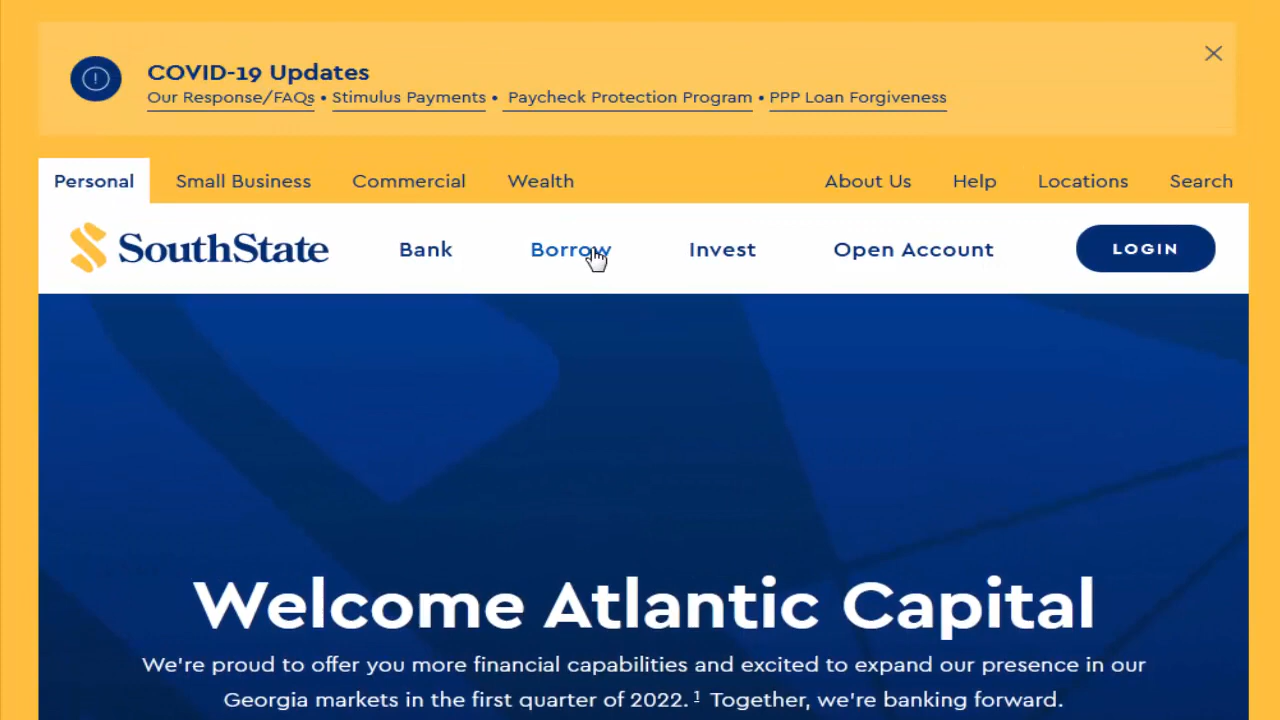 COVID-19 Updates
Our Response/FAQs • Stimulus Payments • Paycheck Protection Program • PPP Loan Forgiveness
Personal Small Business Commercial Wealth About Us Help Locations Search
SouthState Bank Borrow Invest Open Account LOGIN
Welcome Atlantic Capital
We're proud to offer you more financial capabilities and excited to expand our presence in our
Georgia markets in the first quarter of 2022. 1 Together, we're banking forward.